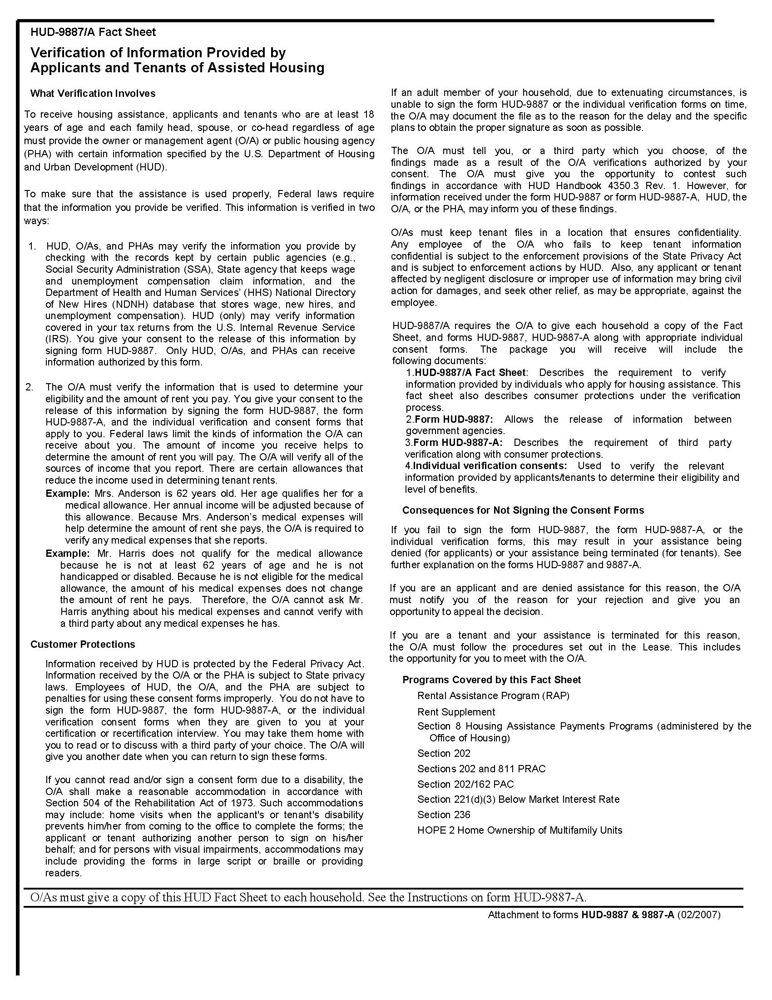 HUD-9887/A Fact Sheet
Verification of Information Provided by
Applicants and Tenants of Assisted Housing
What Verification Involves
To receive housing assistance, applicants and tenants who are at least 18
years of age and each family head, spouse, or co-head regardless of age
must provide the owner or management agent (O/A) or public housing agency
(PHA) with certain information specified by the U.S. Department of Housing
and Urban Development (HUD).
To make sure that the assistance is used properly, Federal laws require
that the information you provide be verified. This information is verified in two
ways:
1. HUD, O/As, and PHAs may verify the information you provide by
checking with the records kept by certain public agencies (e.g.,
Social Security Administration (SSA), State agency that keeps wage
and unemployment compensation claim information, and the
Department of Health and Human Services’ (HHS) National Directory
of New Hires (NDNH) database that stores wage, new hires, and
unemployment compensation). HUD (only) may verify information
covered in your tax returns from the U.S. Internal Revenue Service
(IRS). You give your consent to the release of this information by
signing form HUD-9887. Only HUD, O/As, and PHAs can receive
information authorized by this form.
2. The O/A must verify the information that is used to determine your
eligibility and the amount of rent you pay. You give your consent to the
release of this information by signing the form HUD-9887, the form
HUD-9887-A, and the individual verification and consent forms that
apply to you. Federal laws limit the kinds of information the O/A can
receive about you. The amount of income you receive helps to
determine the amount of rent you will pay. The O/A will verify all of the
sources of income that you report. There are certain allowances that
reduce the income used in determining tenant rents.
Example: Mrs. Anderson is 62 years old. Her age qualifies her for a
medical allowance. Her annual income will be adjusted because of
this allowance. Because Mrs. Anderson’s medical expenses will
help determine the amount of rent she pays, the O/A is required to
verify any medical expenses that she reports.
Example: Mr. Harris does not qualify for the medical allowance
because he is not at least 62 years of age and he is not
handicapped or disabled. Because he is not eligible for the medical
allowance, the amount of his medical expenses does not change
the amount of rent he pays. Therefore, the O/A cannot ask Mr.
Harris anything about his medical expenses and cannot verify with
a third party about any medical expenses he has.
Customer Protections
Information received by HUD is protected by the Federal Privacy Act.
Information received by the O/A or the PHA is subject to State privacy
laws. Employees of HUD, the O/A, and the PHA are subject to
penalties for using these consent forms improperly. You do not have to
sign the form HUD-9887, the form HUD-9887-A, or the individual
verification consent forms when they are given to you at your
certification or recertification interview. You may take them home with
you to read or to discuss with a third party of your choice. The O/A will
give you another date when you can return to sign these forms.
If you cannot read and/or sign a consent form due to a disability, the
O/A shall make a reasonable accommodation in accordance with
Section 504 of the Rehabilitation Act of 1973. Such accommodations
may include: home visits when the applicant's or tenant's disability
prevents him/her from coming to the office to complete the forms; the
applicant or tenant authorizing another person to sign on his/her
behalf; and for persons with visual impairments, accommodations may
include providing the forms in large script or braille or providing
readers.
If an adult member of your household, due to extenuating circumstances, is
unable to sign the form HUD-9887 or the individual verification forms on time,
the O/A may document the file as to the reason for the delay and the specific
plans to obtain the proper signature as soon as possible.
The O/A must tell you, or a third party which you choose, of the
findings made as a result of the O/A verifications authorized by your
consent. The O/A must give you the opportunity to contest such
findings in accordance with HUD Handbook 4350.3 Rev. 1. However, for
information received under the form HUD-9887 or form HUD-9887-A, HUD, the
O/A, or the PHA, may inform you of these findings.
O/As must keep tenant files in a location that ensures confidentiality.
Any employee of the O/A who fails to keep tenant information
confidential is subject to the enforcement provisions of the State Privacy Act
and is subject to enforcement actions by HUD. Also, any applicant or tenant
affected by negligent disclosure or improper use of information may bring civil
action for damages, and seek other relief, as may be appropriate, against the
employee.
HUD-9887/A requires the O/A to give each household a copy of the Fact
Sheet, and forms HUD-9887, HUD-9887-A along with appropriate individual
consent forms. The package you will receive will include the
following documents:
1.HUD-9887/A Fact Sheet: Describes the requirement to verify
information provided by individuals who apply for housing assistance. This
fact sheet also describes consumer protections under the verification
process.
2.Form HUD-9887: Allows the release of information between
government agencies.
3.Form HUD-9887-A: Describes the requirement of third party
verification along with consumer protections.
4.Individual verification consents: Used to verify the relevant
information provided by applicants/tenants to determine their eligibility and
level of benefits.
Consequences for Not Signing the Consent Forms
If you fail to sign the form HUD-9887, the form HUD-9887-A, or the
individual verification forms, this may result in your assistance being
denied (for applicants) or your assistance being terminated (for tenants). See
further explanation on the forms HUD-9887 and 9887-A.
If you are an applicant and are denied assistance for this reason, the O/A
must notify you of the reason for your rejection and give you an
opportunity to appeal the decision.
If you are a tenant and your assistance is terminated for this reason,
the O/A must follow the procedures set out in the Lease. This includes
the opportunity for you to meet with the O/A.
Programs Covered by this Fact Sheet
Rental Assistance Program (RAP)
Rent Supplement
Section 8 Housing Assistance Payments Programs (administered by the
Office of Housing)
Section 202
Sections 202 and 811 PRAC
Section 202/162 PAC
Section 221(d)(3) Below Market Interest Rate
Section 236
HOPE 2 Home Ownership of Multifamily Units
O/As must give a copy of this HUD Fact Sheet to each household. See the Instructions on form HUD-9887-A.
Attachment to forms HUD-9887 & 9887-A (02/2007)